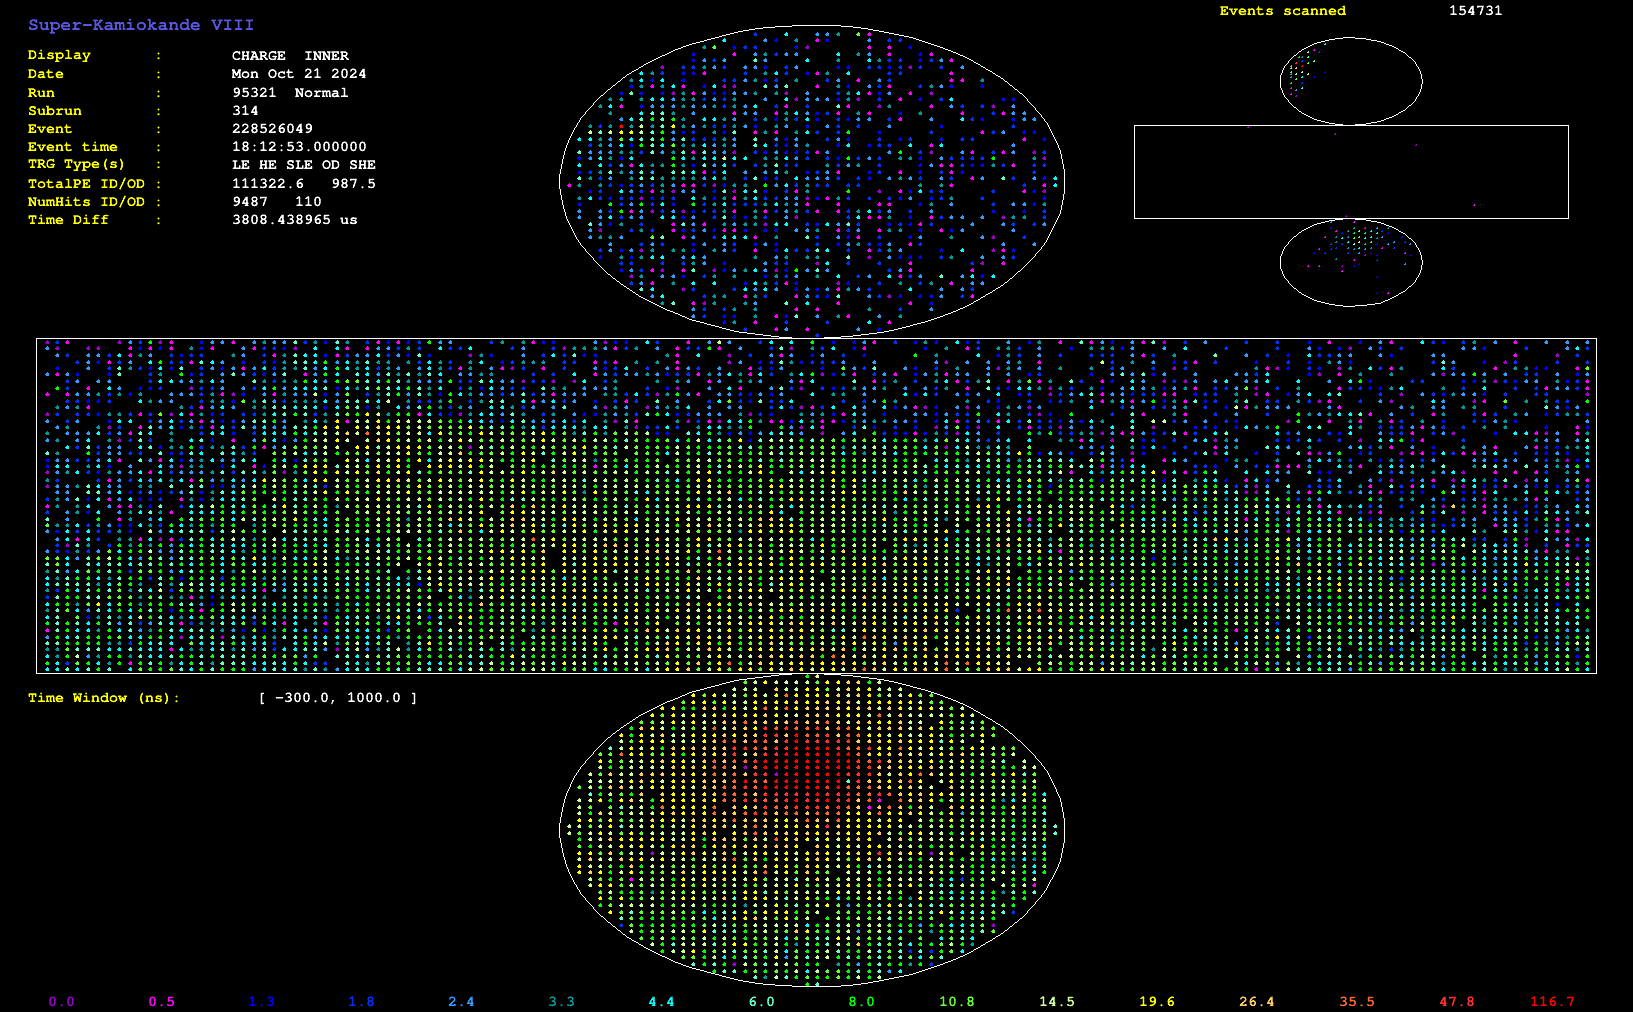 Super-Kamiokande VIII
Events scanned 154731
Display : CHARGE INNER
Date : Mon Oct 21 2024
Run : 95321 Normal
Subrun : 314
Event : 228526049
Event time : 18:12:53.000000
TRG Type(s) : LE HE SLE OD SHE
TotalPE ID/OD : 111322.6 987.5
NumHits ID/OD : 9487 110
Time Diff : 3808.438965 us
Time Window (ns): [ -300.0, 1000.0 ]
0.0 0.5 1.3 1.8 2.4 3.3 4.4 6.0 8.0 10.8 14.5 19.6 26.4 35.5 47.8 116.7